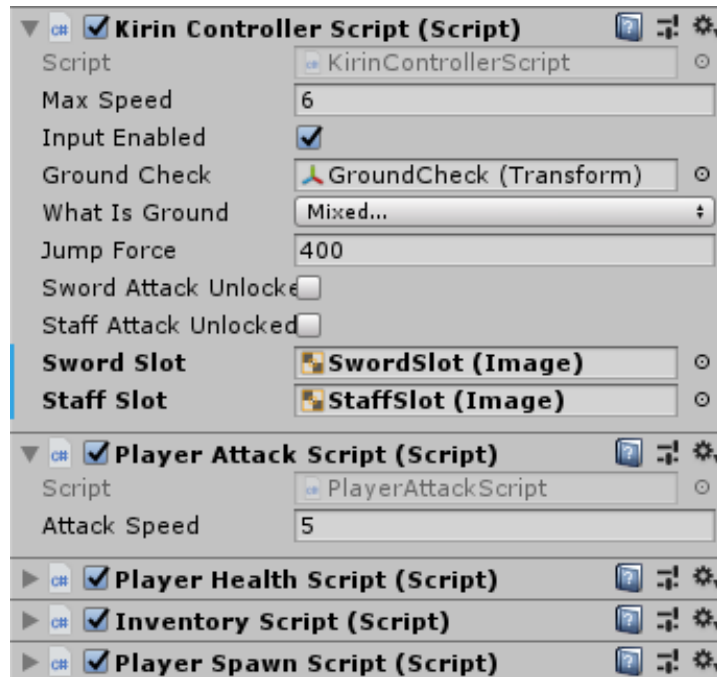 Kirin Controller Script (Script)
Script KirinControllerScript
Max Speed 6
Input Enabled
Ground Check GroundCheck (Transform)
What Is Ground Mixed...
Jump Force 400
Sword Attack Unlocke
Staff Attack Unlocked
Sword Slot SwordSlot (Image)
Staff Slot StaffSlot (Image)
Player Attack Script (Script)
Script PlayerAttackScript
Attack Speed 5
Player Health Script (Script)
Inventory Script (Script)
Player Spawn Script (Script)